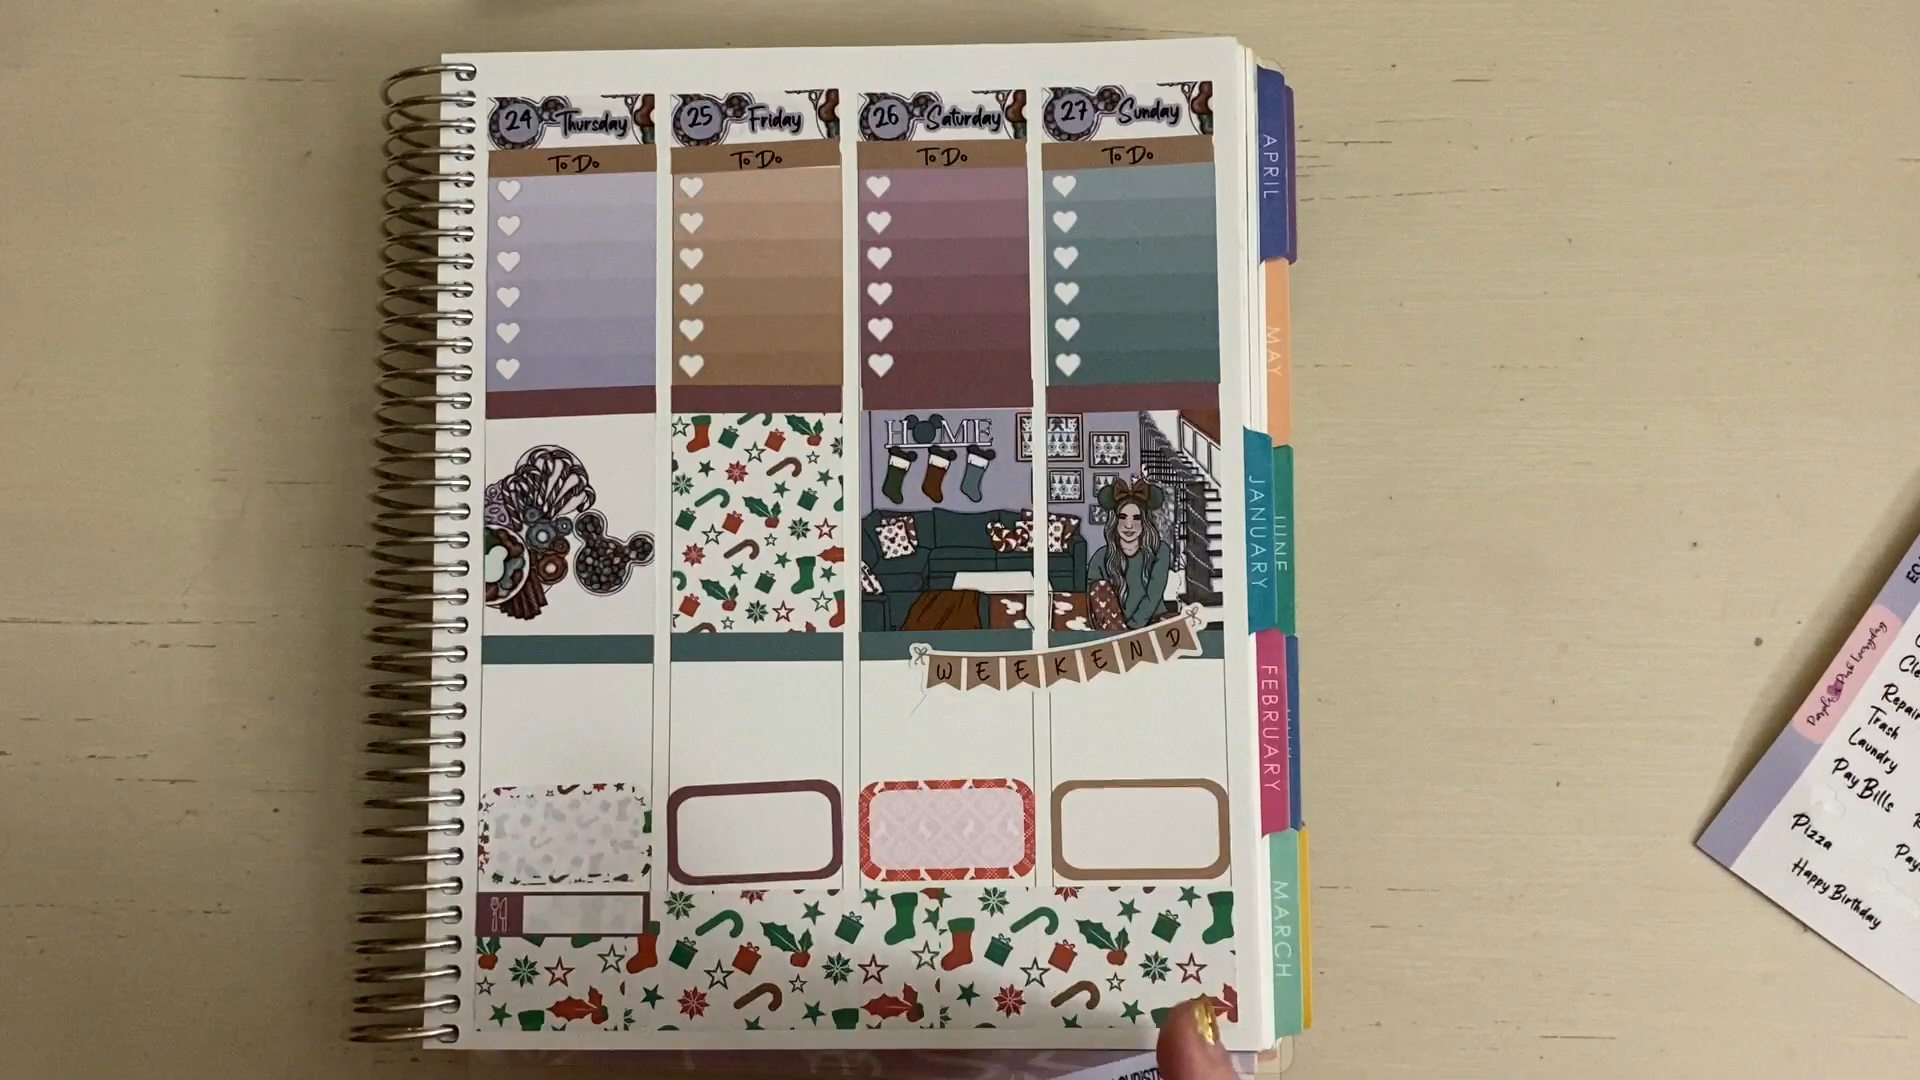 24 Thursday
25 Friday
26 Saturday
27 Sunday
To Do
To Do
To Do
To Do
HOME
WEEKEND
APRIL
MAY
JUNE
JANUARY
FEBRUARY
MARCH
Repair
Trash
Laundry
Pay Bills
Pizza
Happy Birthday